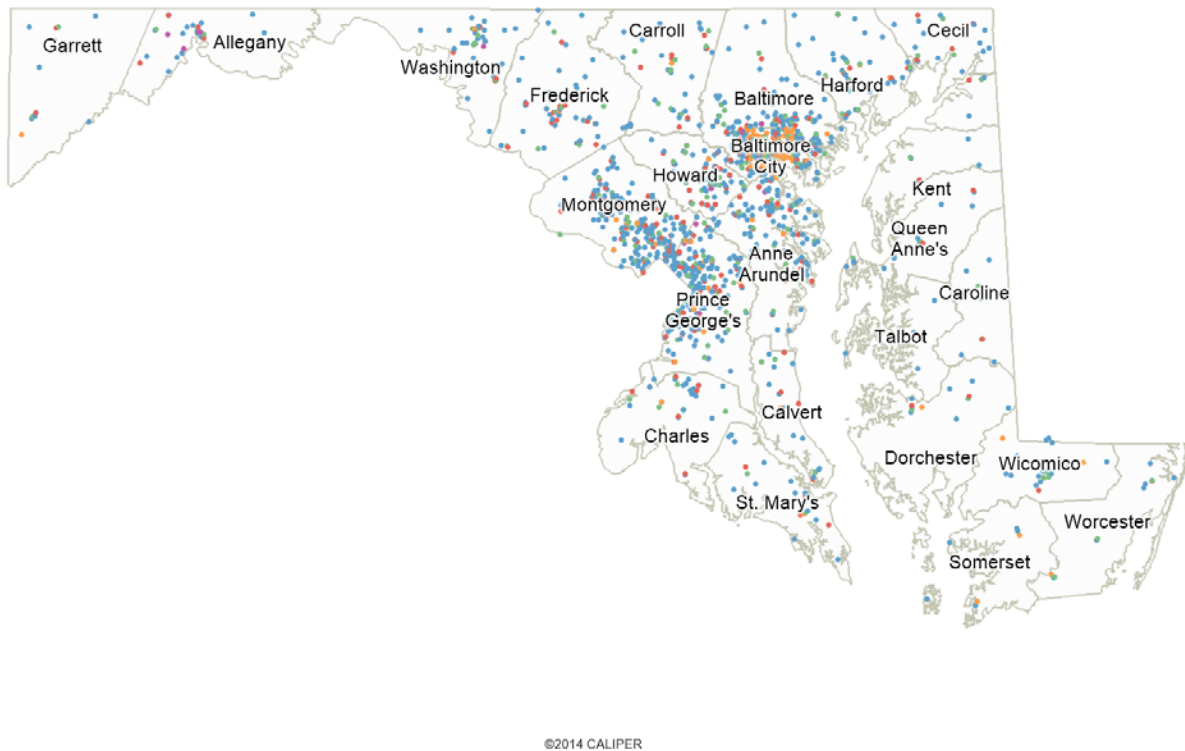 Garrett
Allegany
Washington
Frederick
Carroll
Baltimore
Harford
Cecil
Baltimore
City
Howard
Montgomery
Kent
Queen
Anne's
Anne
Arundel
Prince
George's
Caroline
Talbot
Calvert
Charles
Dorchester
Wicomico
St. Mary's
Worcester
Somerset
©2014 CALIPER